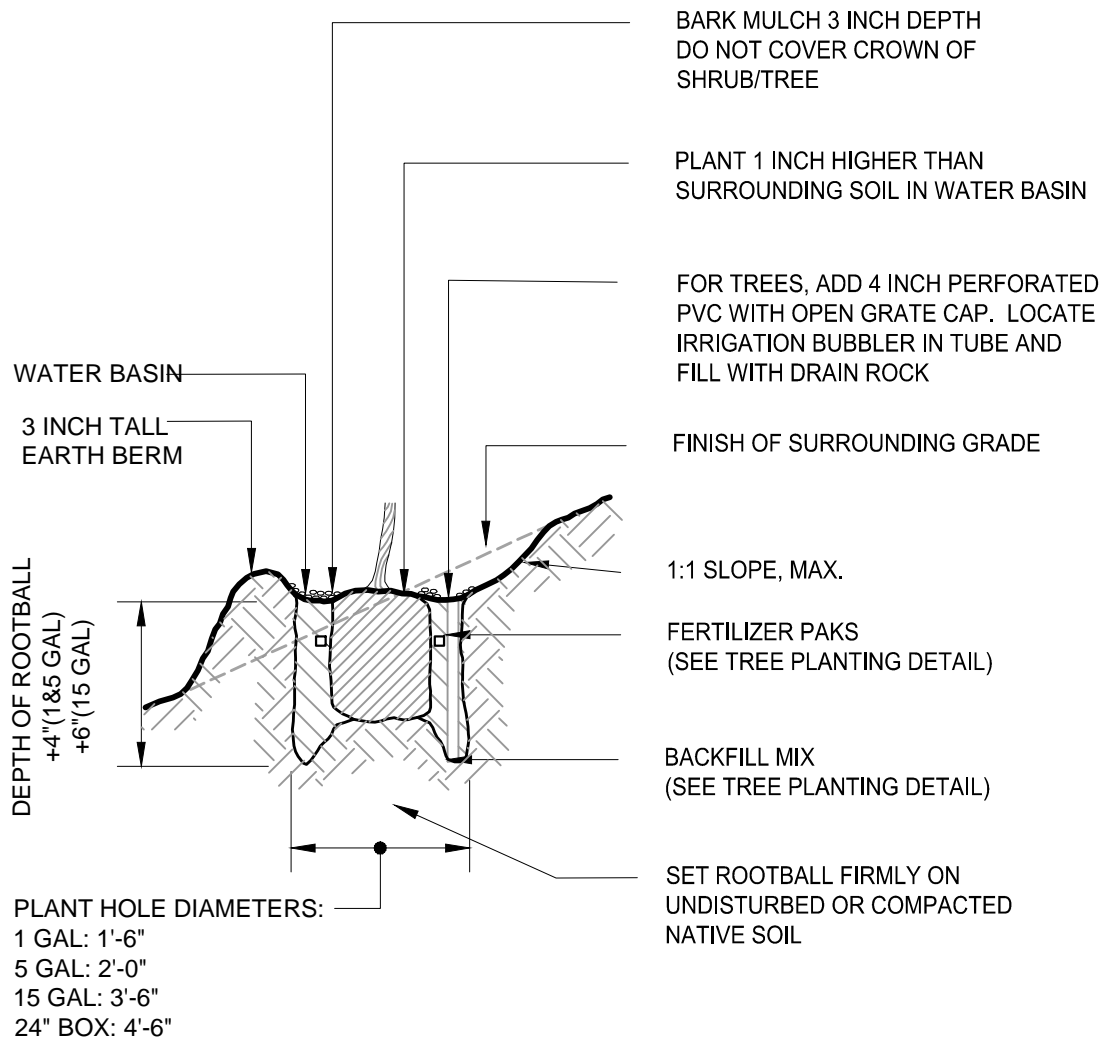 BARK MULCH 3 INCH DEPTH
DO NOT COVER CROWN OF
SHRUB/TREE
PLANT 1 INCH HIGHER THAN
SURROUNDING SOIL IN WATER BASIN
FOR TREES, ADD 4 INCH PERFORATED
PVC WITH OPEN GRATE CAP. LOCATE
IRRIGATION BUBBLER IN TUBE AND
FILL WITH DRAIN ROCK
WATER BASIN
3 INCH TALL
EARTH BERM
FINISH OF SURROUNDING GRADE
1:1 SLOPE, MAX.
FERTILIZER PAKS
(SEE TREE PLANTING DETAIL)
BACKFILL MIX
(SEE TREE PLANTING DETAIL)
SET ROOTBALL FIRMLY ON
UNDISTURBED OR COMPACTED
NATIVE SOIL
DEPTH OF ROOTBALL
+4"(1&5 GAL)
+6"(15 GAL)
PLANT HOLE DIAMETERS:
1 GAL: 1'-6"
5 GAL: 2'-0"
15 GAL: 3'-6"
24" BOX: 4'-6"